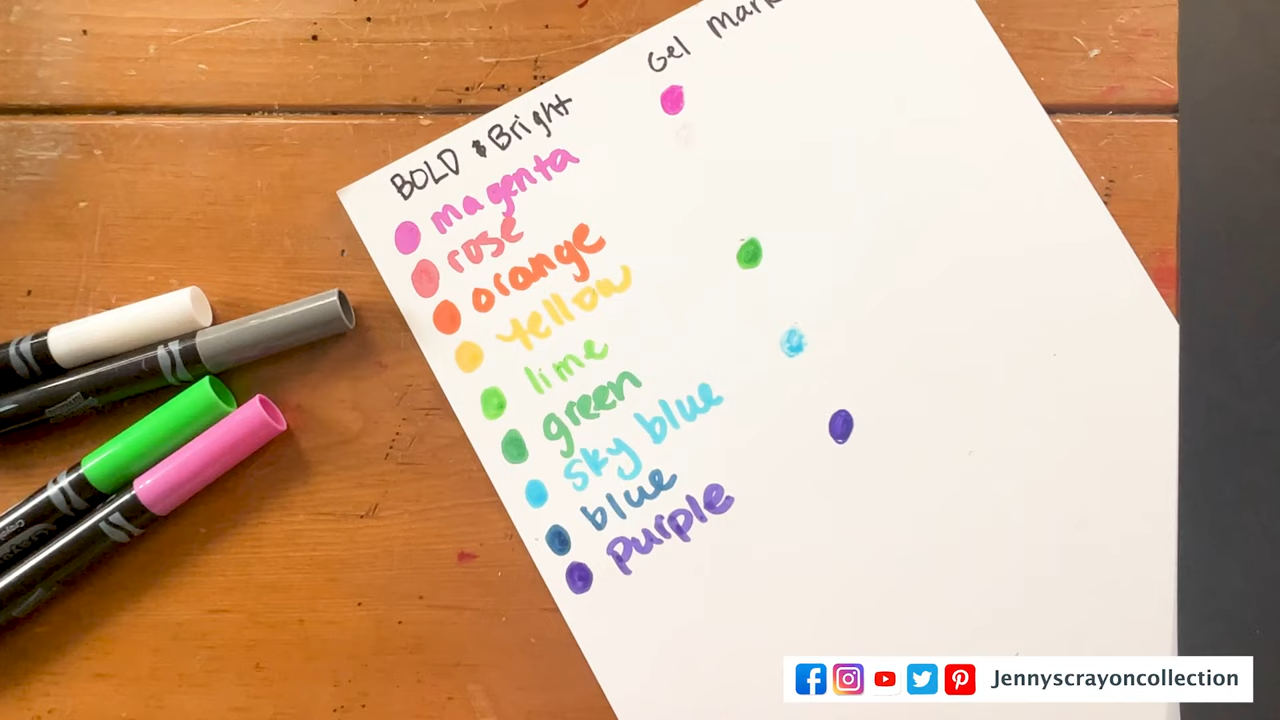 Gel Mark
BOLD & Bright
magenta
rose
orange
yellow
lime
green
sky blue
blue
purple
Jennyscrayoncollection